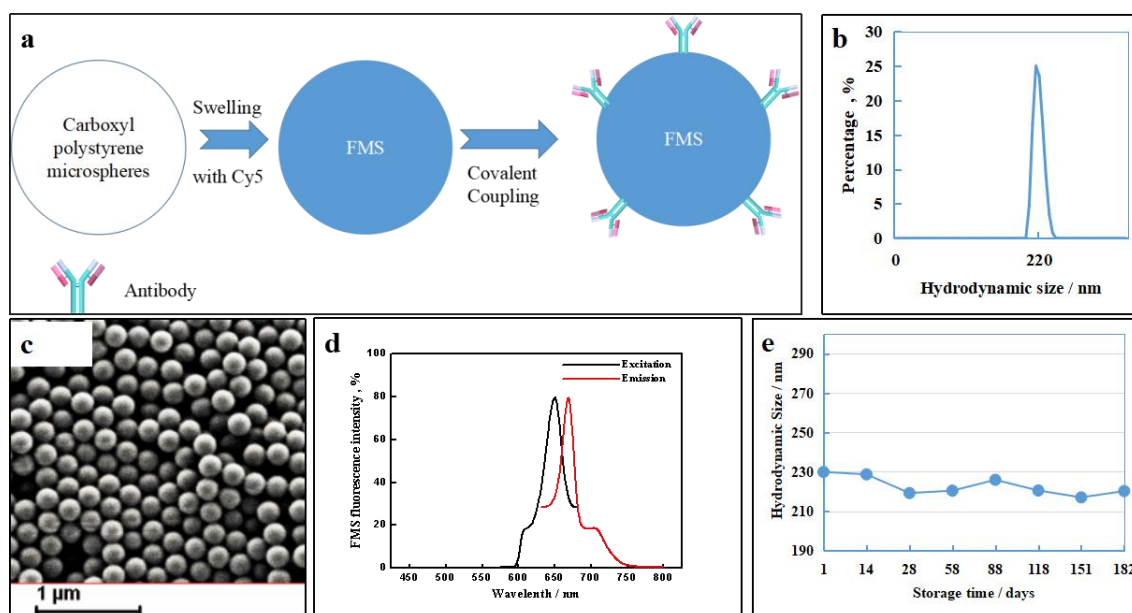 a
Carboxyl
polystyrene
microspheres
Swelling
with Cy5
FMS
Covalent
Coupling
FMS
Antibody
b
30
25
20
15
10
5
0
Percentage , %
0
220
Hydrodynamic size / nm
c
1 µm
d
100
80
60
40
20
0
FMS fluorescence intensity , %
Excitation
Emission
450
500
550
600
650
700
750
800
Wavelenth / nm
e
290
270
250
230
210
190
Hydrodynamic Size / nm
1
14
28
58
88
118
151
182
Storage time / days